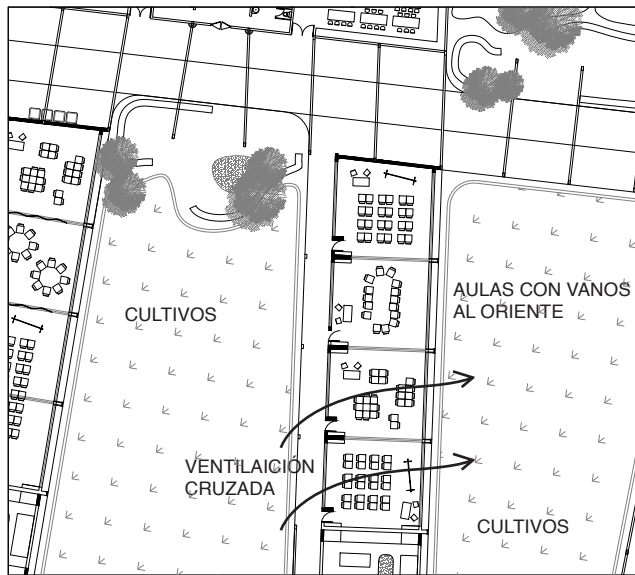 AULAS CON VANOS
AL ORIENTE
CULTIVOS
VENTILAICIÓN
CRUZADA
CULTIVOS